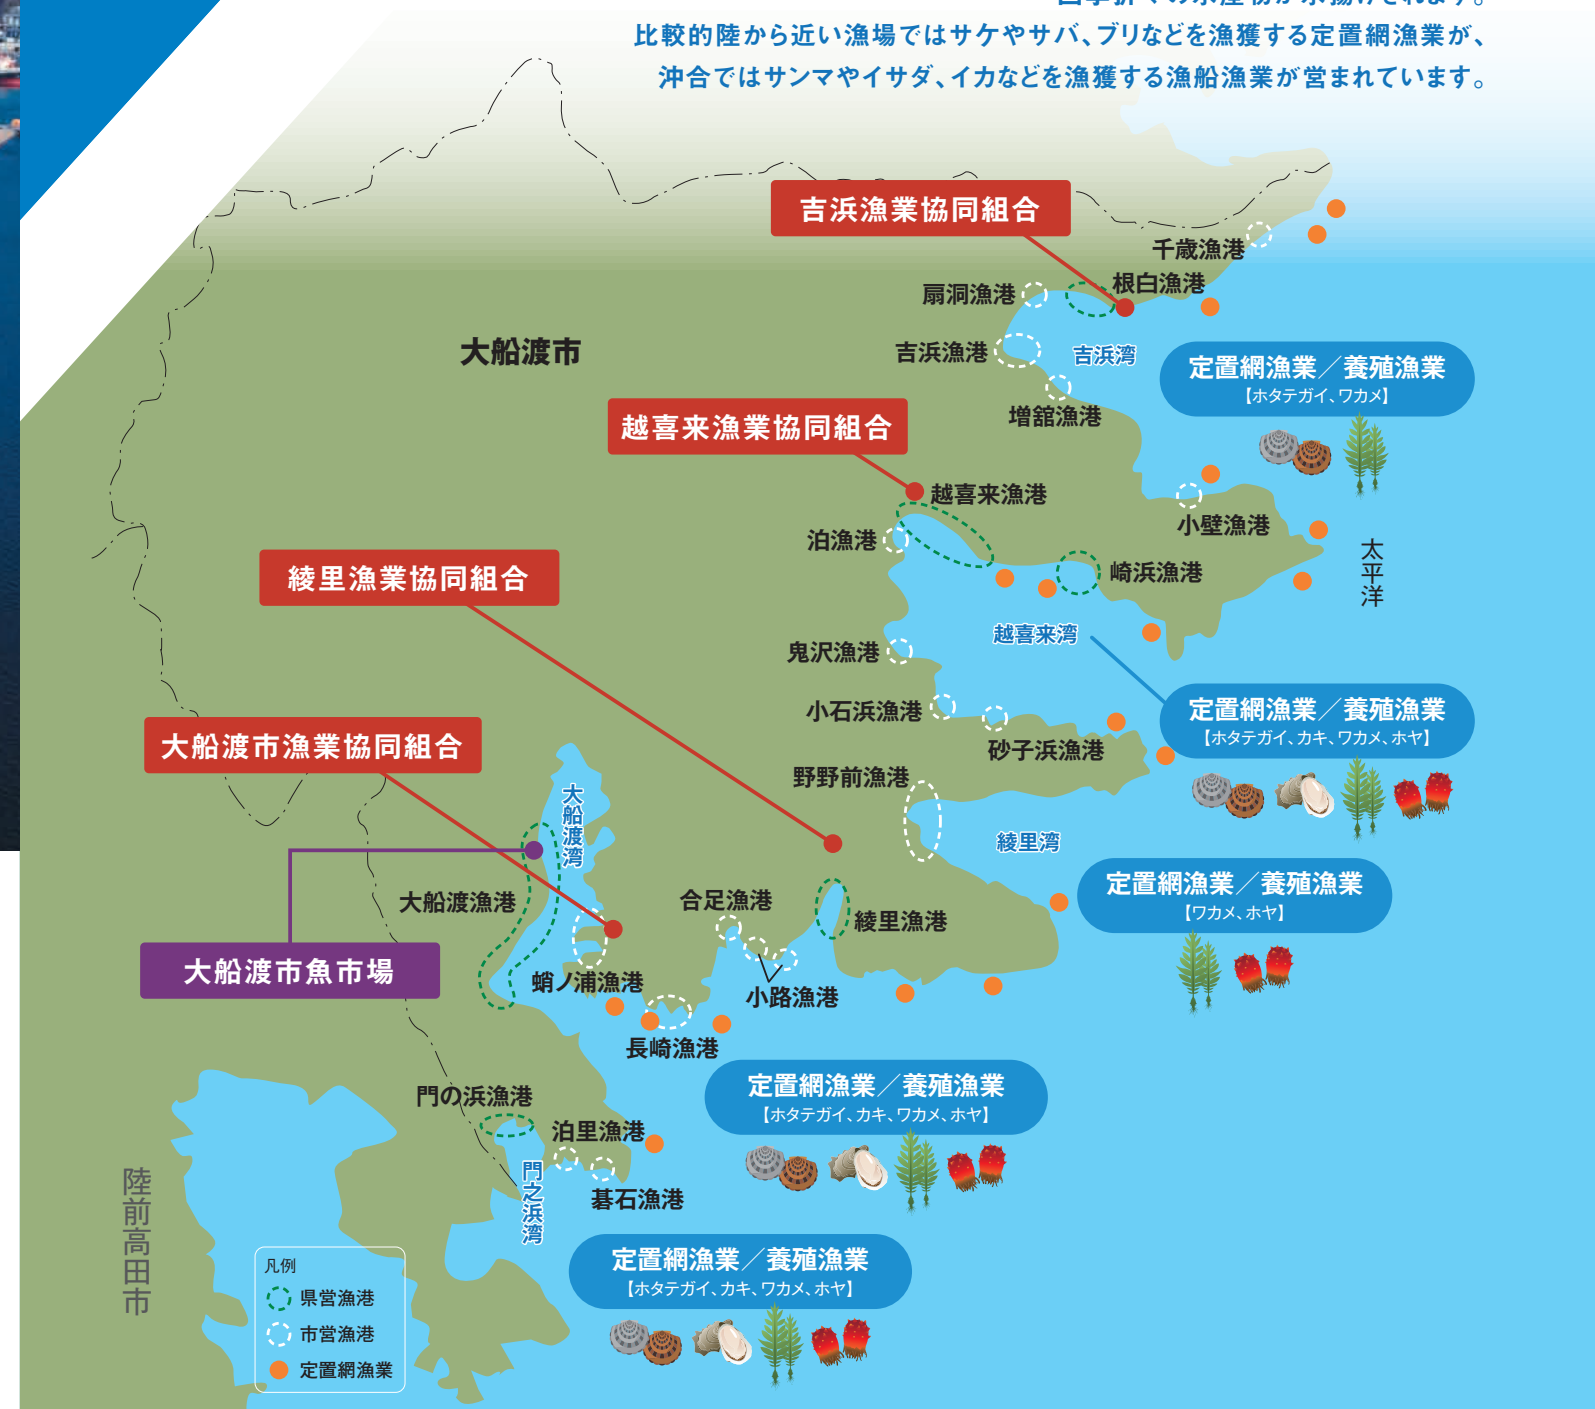 比較的陸から近い漁場ではサケやサバ、ブリなどを漁獲する定置網漁業が、
沖合ではサンマやイサダ、イカなどを漁獲する漁船漁業が営まれています。
吉浜漁業協同組合
千歳漁港
根白漁港
扇洞漁港
大船渡市
吉浜漁港
吉浜湾
定置網漁業／養殖漁業
【ホタテガイ、ワカメ】
増舘漁港
越喜来漁業協同組合
越喜来漁港
小壁漁港
泊漁港
太平洋
綾里漁業協同組合
崎浜漁港
越喜来湾
鬼沢漁港
定置網漁業／養殖漁業
【ホタテガイ、カキ、ワカメ、ホヤ】
小石浜漁港
砂子浜漁港
大船渡市漁業協同組合
野野前漁港
大船渡湾
綾里湾
定置網漁業／養殖漁業
【ワカメ、ホヤ】
大船渡漁港
合足漁港
綾里漁港
大船渡市魚市場
蛸ノ浦漁港
小路漁港
長崎漁港
定置網漁業／養殖漁業
【ホタテガイ、カキ、ワカメ、ホヤ】
門の浜漁港
泊里漁港
門之浜湾
碁石漁港
陸前高田市
定置網漁業／養殖漁業
【ホタテガイ、カキ、ワカメ、ホヤ】
凡例
県営漁港
市営漁港
定置網漁業